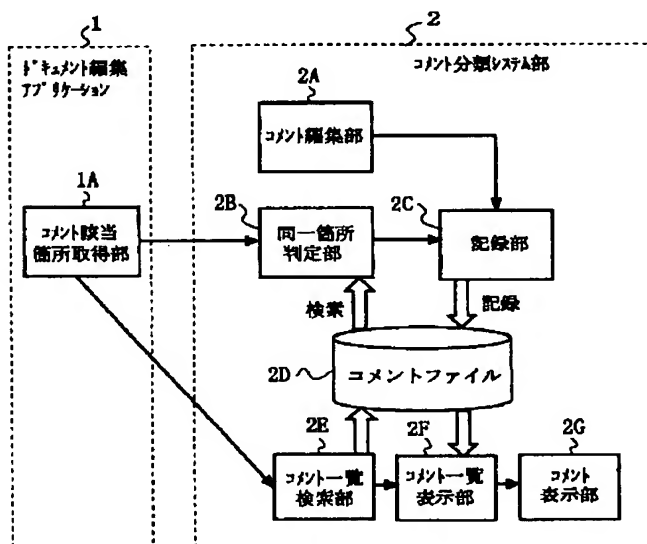 1
ﾄﾞｷｭﾒﾝﾄ編集
ｱﾌﾟﾘｹｰｼｮﾝ
2
ｺﾒﾝﾄ分類ｼｽﾃﾑ部
2A
ｺﾒﾝﾄ編集部
1A
ｺﾒﾝﾄ該当
箇所取得部
2B
同一箇所
判定部
2C
記録部
検索
記録
2D
コメントファイル
2E
ｺﾒﾝﾄ一覧
検索部
2F
ｺﾒﾝﾄ一覧
表示部
2G
ｺﾒﾝﾄ
表示部